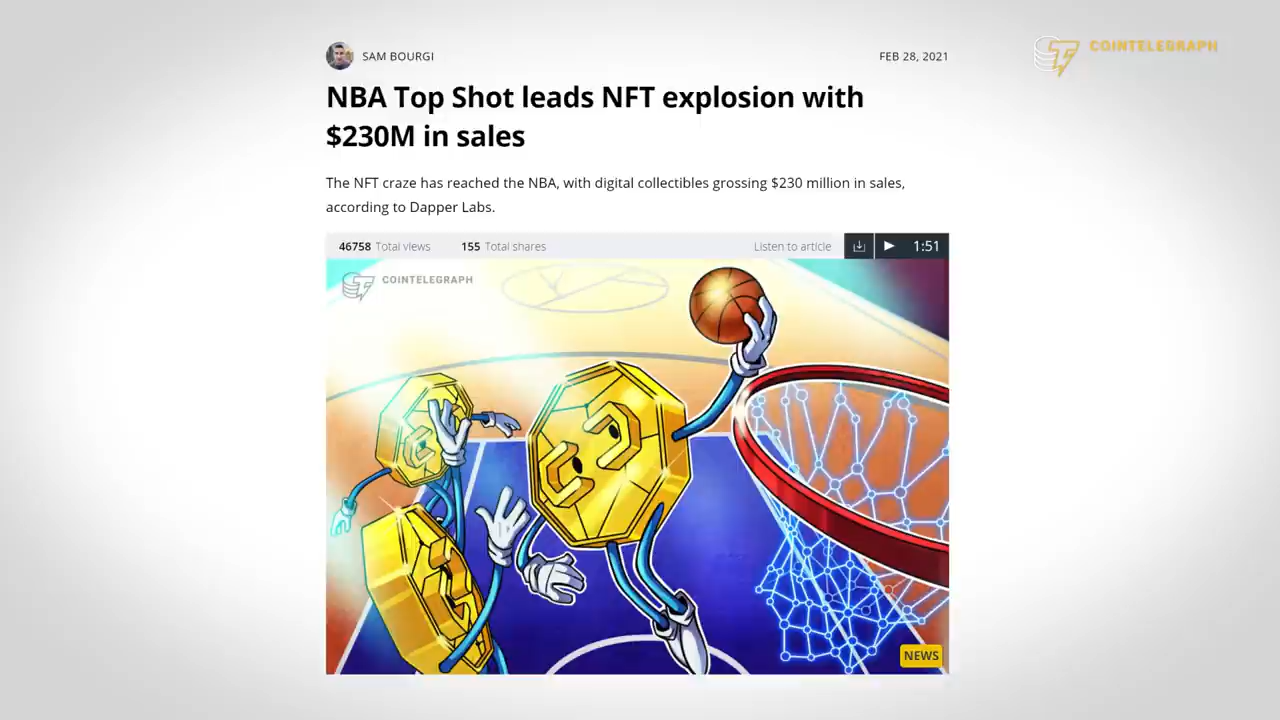 SAM BOURGI
FEB 28, 2021
COINTELEGRAPH
NBA Top Shot leads NFT explosion with
$230M in sales
The NFT craze has reached the NBA, with digital collectibles grossing $230 million in sales,
according to Dapper Labs.
46758 Total views 155 Total shares Listen to article 1:51
COINTELEGRAPH
NEWS